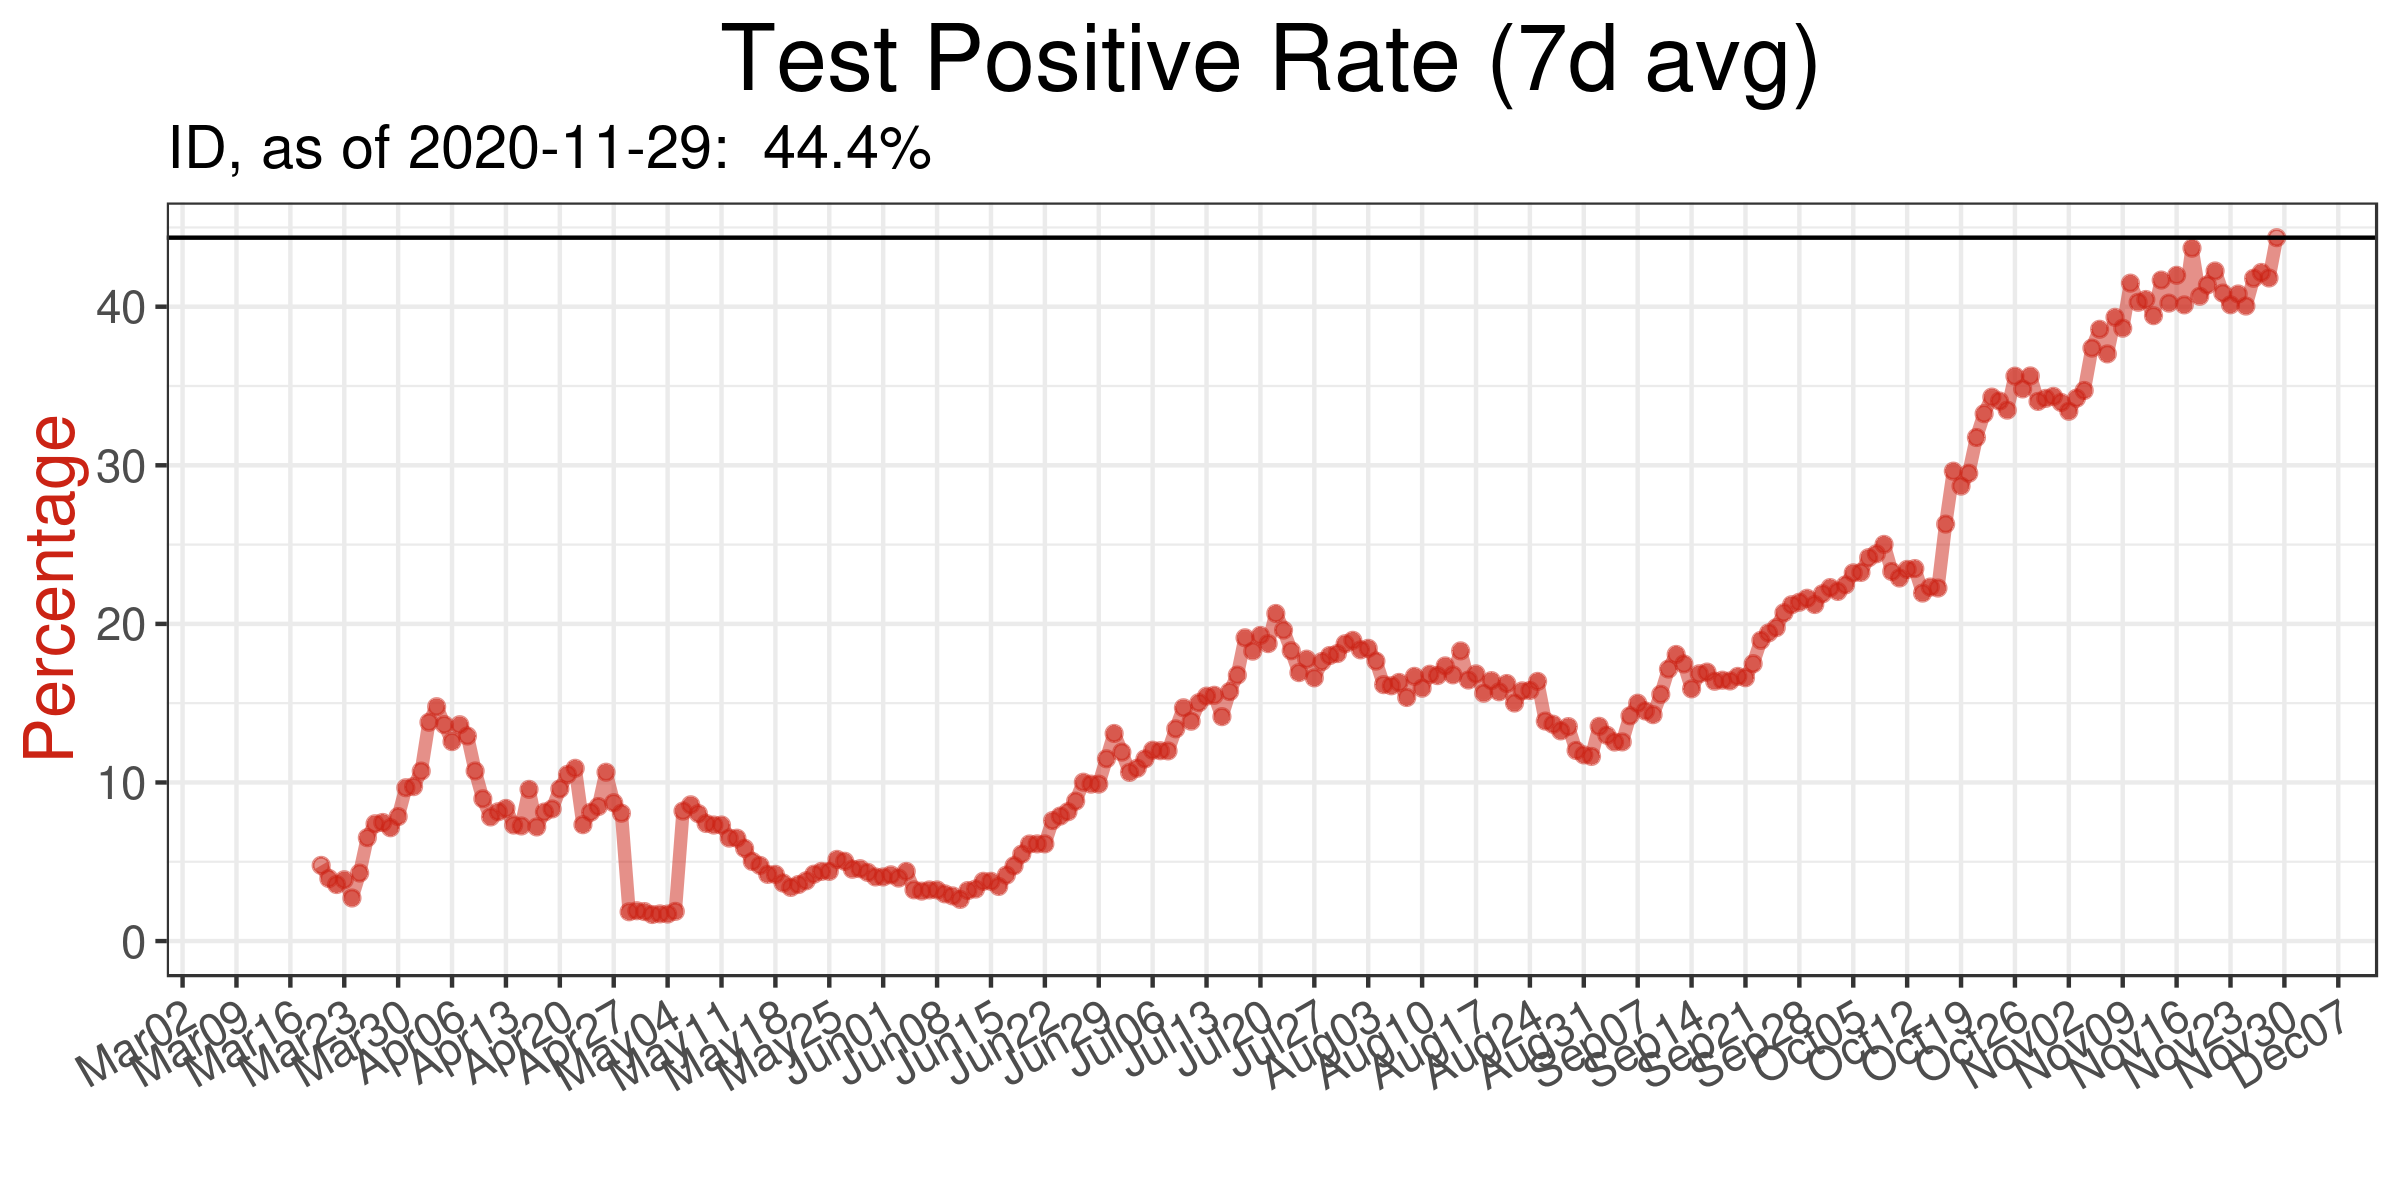 Test Positive Rate (7d avg)
ID, as of 2020-11-29:  44.4%
Percentage
40
30
20
10
0
Mar02
Mar09
Mar16
Mar23
Mar30
Apr06
Apr13
Apr20
Apr27
May04
May11
May18
May25
Jun01
Jun08
Jun15
Jun22
Jun29
Jul06
Jul13
Jul20
Jul27
Aug03
Aug10
Aug17
Aug24
Aug31
Sep07
Sep14
Sep21
Sep28
Oct05
Oct12
Oct19
Oct26
Nov02
Nov09
Nov16
Nov23
Nov30
Dec07